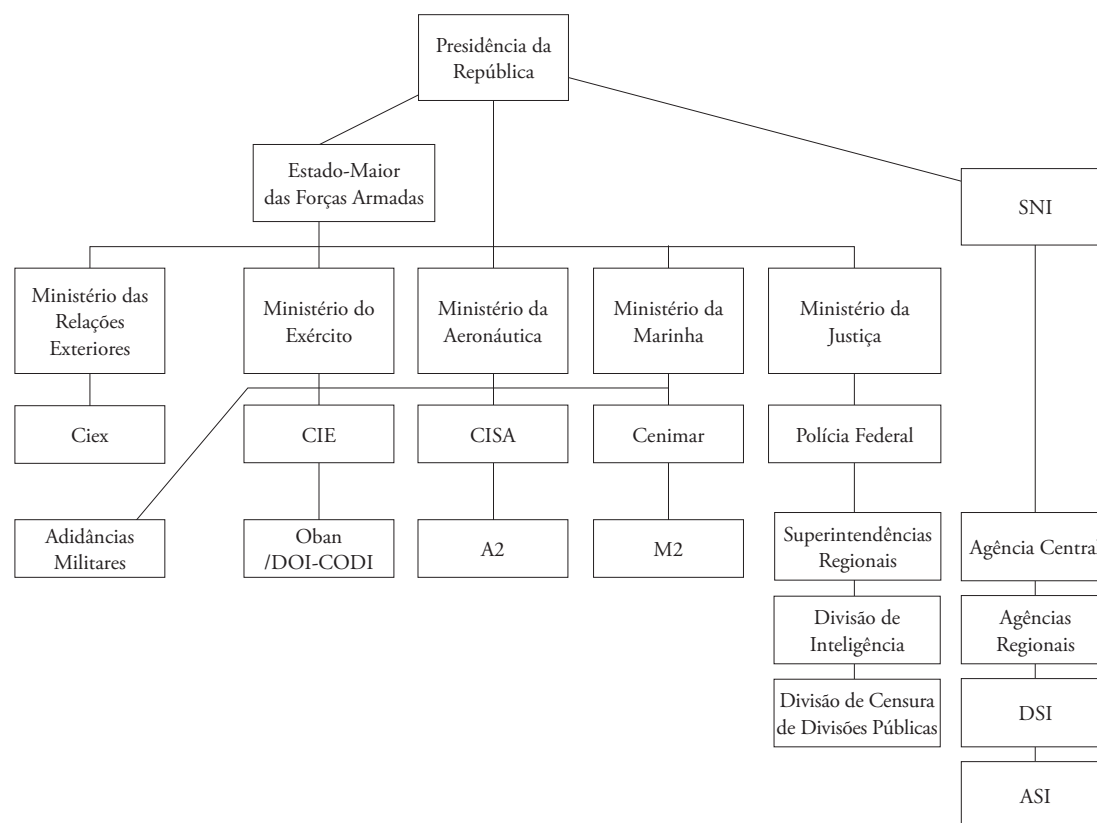 Presidência da
República
Estado-Maior
das Forças Armadas
SNI
Ministério das
Relações
Exteriores
Ministério do
Exército
Ministério da
Aeronáutica
Ministério da
Marinha
Ministério da
Justiça
Ciex
CIE
CISA
Cenimar
Polícia Federal
Adidâncias
Militares
Oban
/DOI-CODI
A2
M2
Superintendências
Regionais
Agência Central
Divisão de
Inteligência
Agências
Regionais
Divisão de Censura
de Divisões Públicas
DSI
ASI